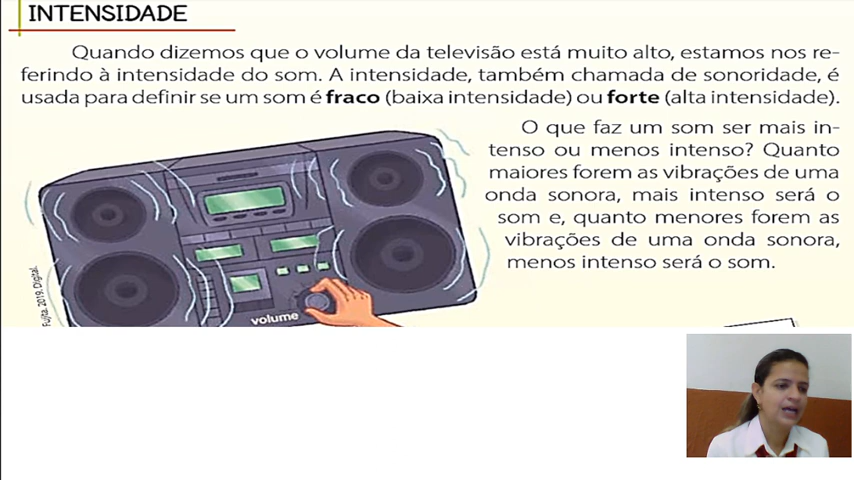 INTENSIDADE
Quando dizemos que o volume da televisão está muito alto, estamos nos re-
ferindo à intensidade do som. A intensidade, também chamada de sonoridade, é
usada para definir se um som é fraco (baixa intensidade) ou forte (alta intensidade).
O que faz um som ser mais in-
tenso ou menos intenso? Quanto
maiores forem as vibrações de uma
onda sonora, mais intenso será o
som e, quanto menores forem as
vibrações de uma onda sonora,
menos intenso será o som.
volume
Fujita. 2019. Digital.